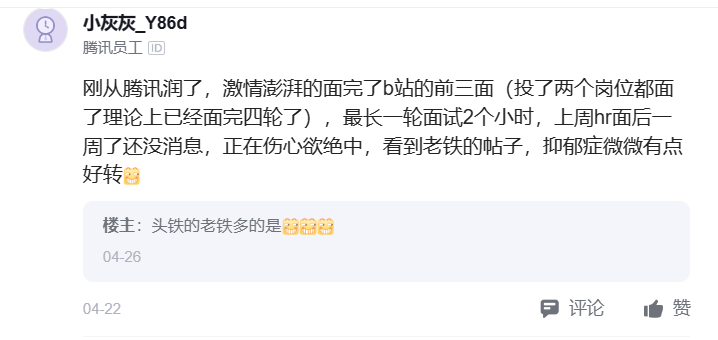 小灰灰_Y86d
腾讯员工 ID
刚从腾讯润了，激情澎湃的面完了b站的前三面（投了两个岗位都面
了理论上已经面完四轮了），最长一轮面试2个小时，上周hr面后一
周了还没消息，正在伤心欲绝中，看到老铁的帖子，抑郁症微微有点
好转
楼主：头铁的老铁多的是
04-26
04-22 评论 赞